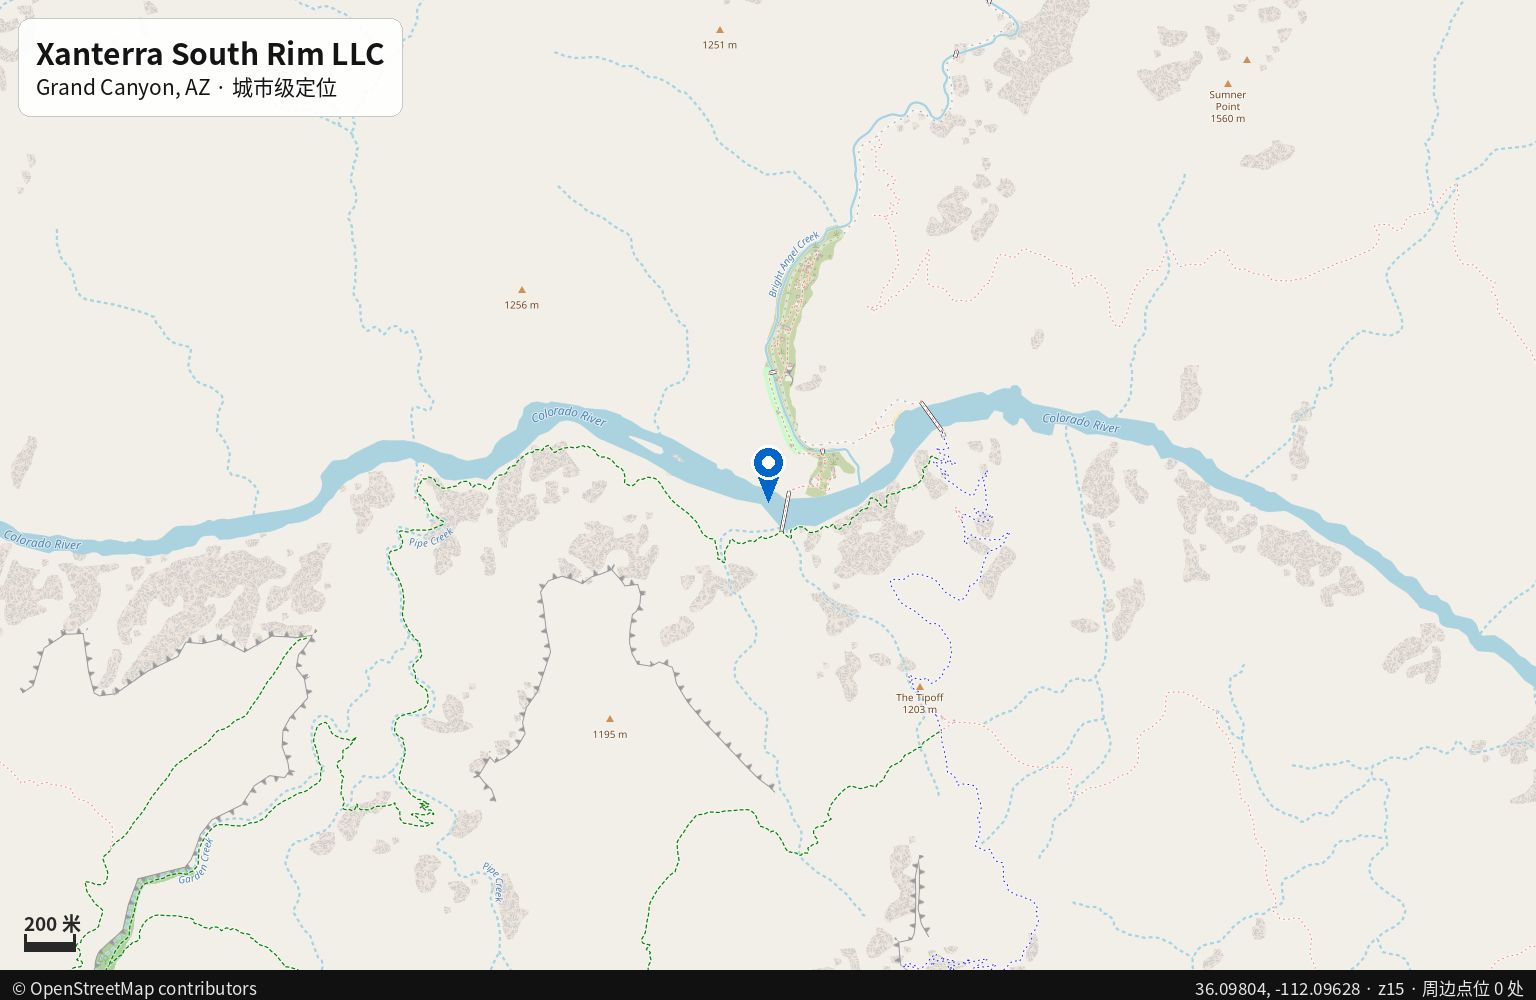 Xanterra South Rim LLC
Grand Canyon, AZ · 城市级定位
1251 m
Sumner
Point
1560 m
Bright Angel Creek
1256 m
Colorado River
Colorado River
Colorado River
Pipe Creek
The Tipoff
1203 m
1195 m
Garden Creek
Pipe Creek
200 米
© OpenStreetMap contributors
36.09804, -112.09628 · z15 · 周边点位 0 处